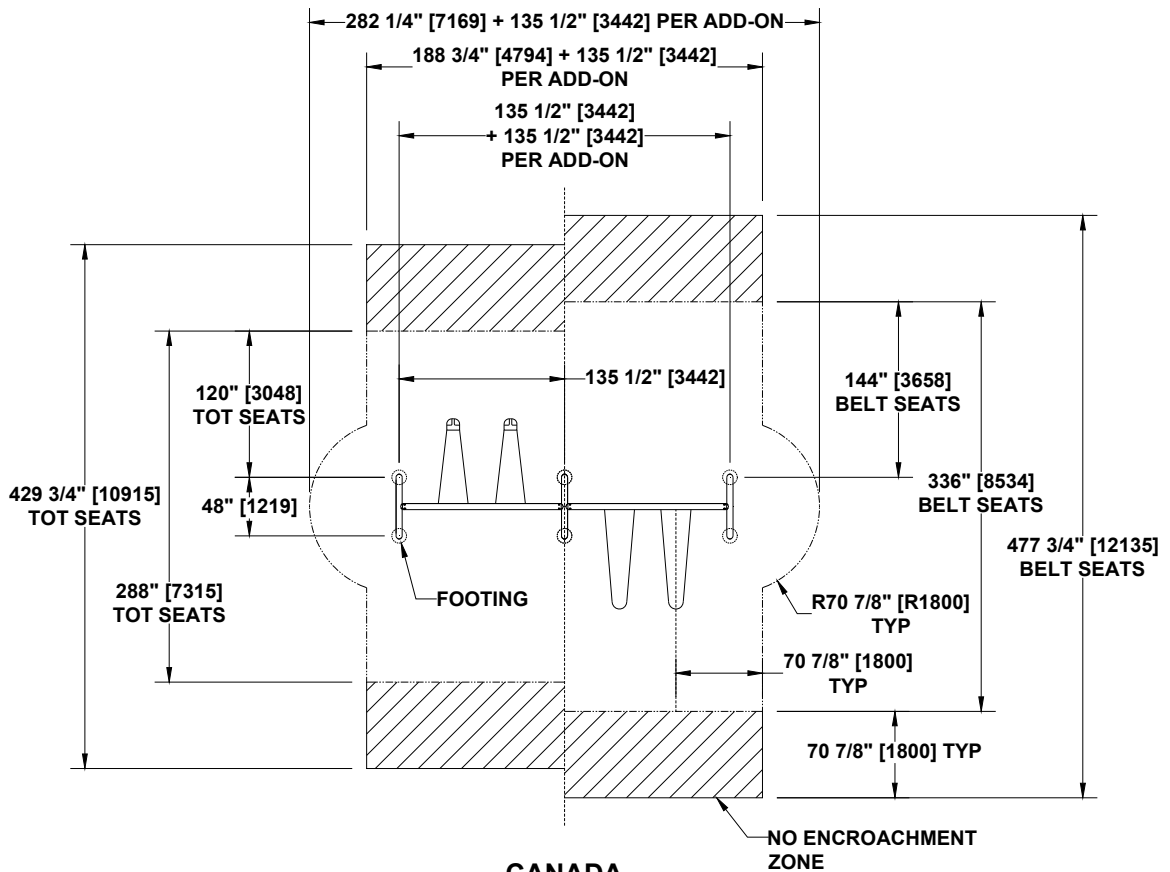 282 1/4" [7169] + 135 1/2" [3442] PER ADD-ON
188 3/4" [4794] + 135 1/2" [3442]
PER ADD-ON
135 1/2" [3442]
+ 135 1/2" [3442]
PER ADD-ON
135 1/2" [3442]
120" [3048]
TOT SEATS
144" [3658]
BELT SEATS
429 3/4" [10915]
TOT SEATS
48" [1219]
336" [8534]
BELT SEATS
477 3/4" [12135]
BELT SEATS
288" [7315]
TOT SEATS
FOOTING
R70 7/8" [R1800]
TYP
70 7/8" [1800]
TYP
70 7/8" [1800] TYP
NO ENCROACHMENT
ZONE
CANADA